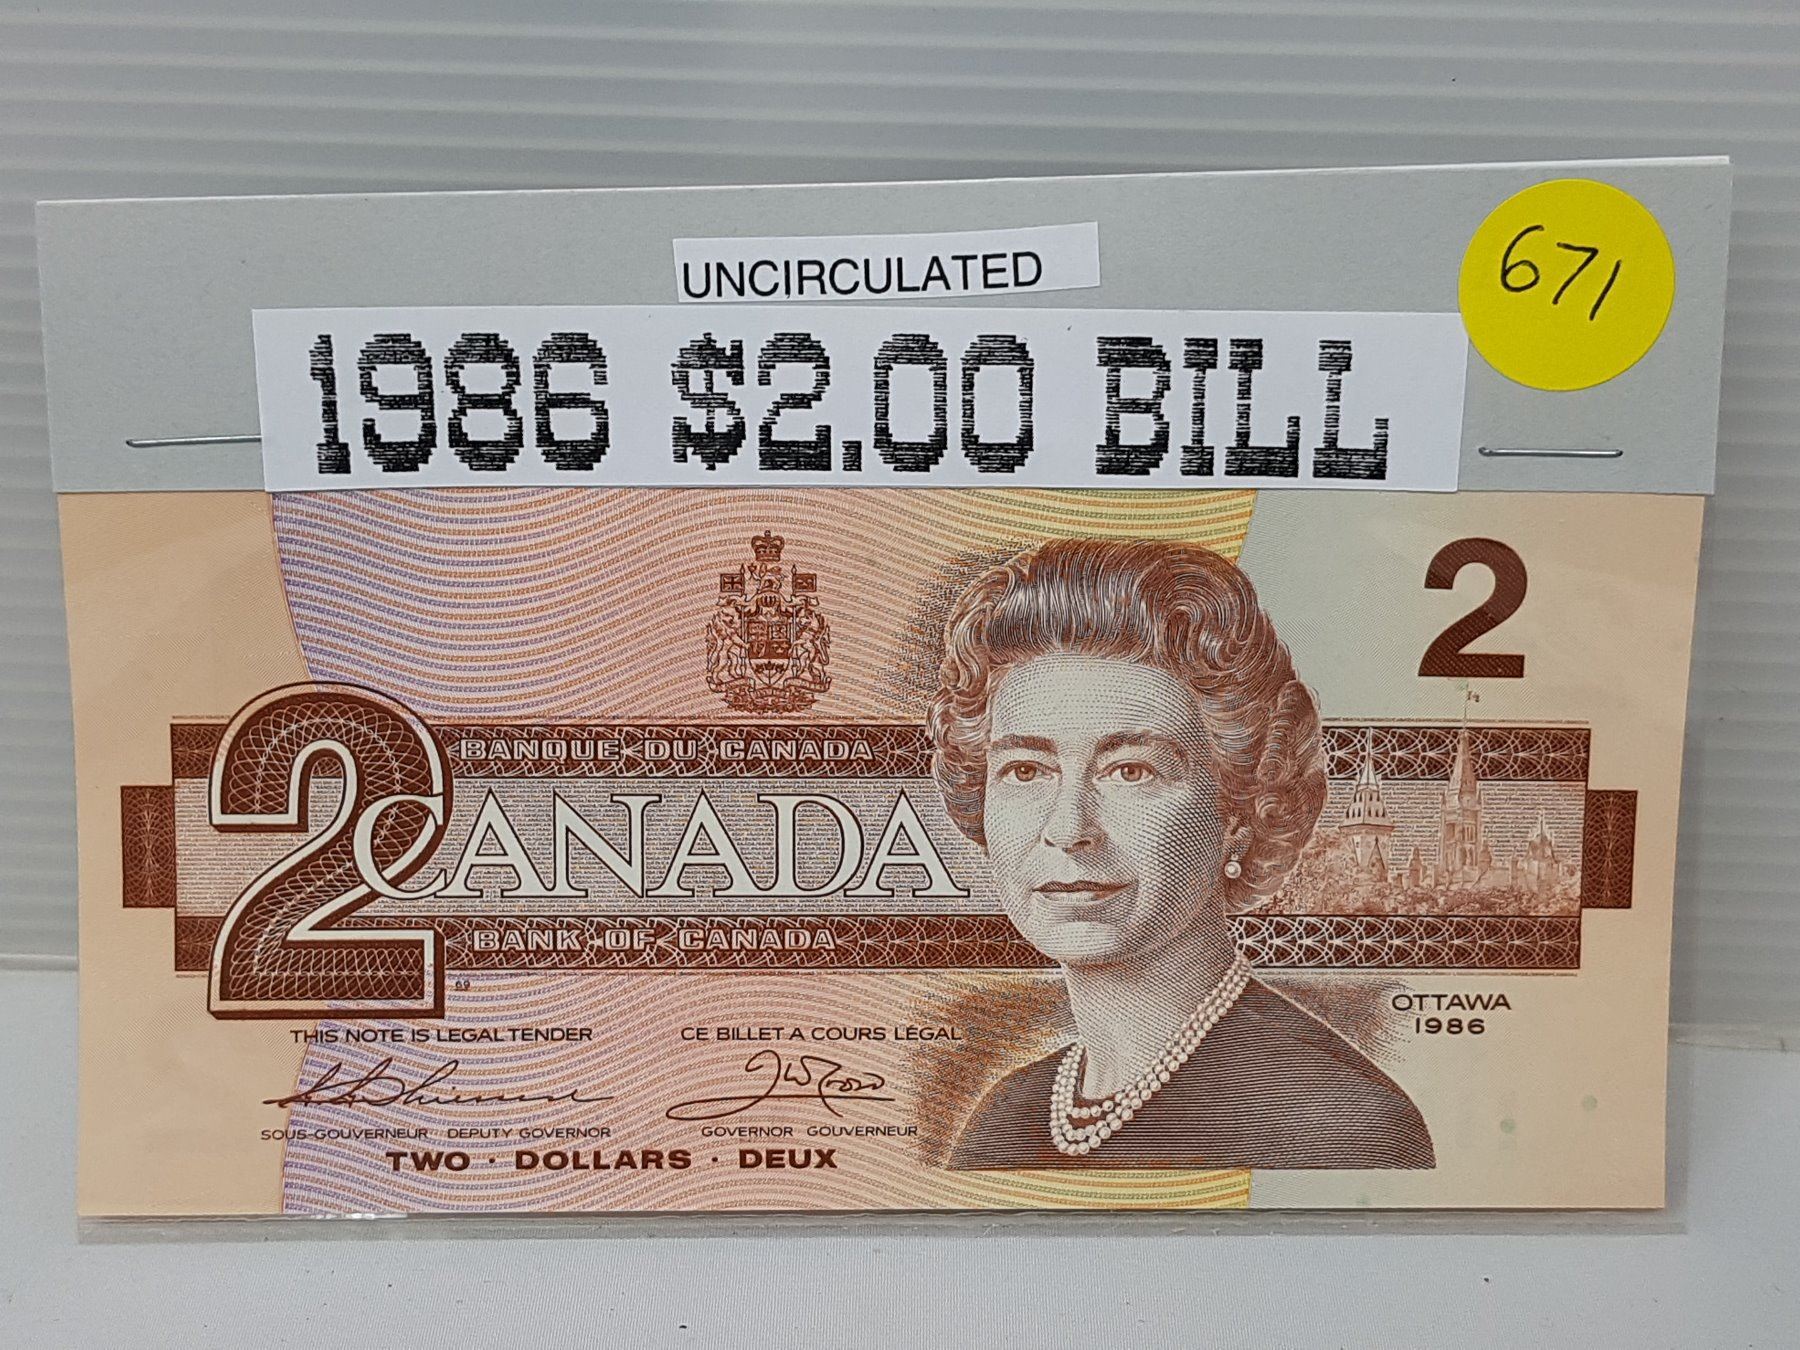 UNCIRCULATED
671
1986 $2.00 BILL
2
BANQUE DU CANADA
2 CANADA
BANK OF CANADA
69
OTTAWA
1986
THIS NOTE IS LEGAL TENDER CE BILLET A COURS LÉGAL
SOUS-GOUVERNEUR DEPUTY GOVERNOR GOVERNOR GOUVERNEUR
TWO · DOLLARS · DEUX